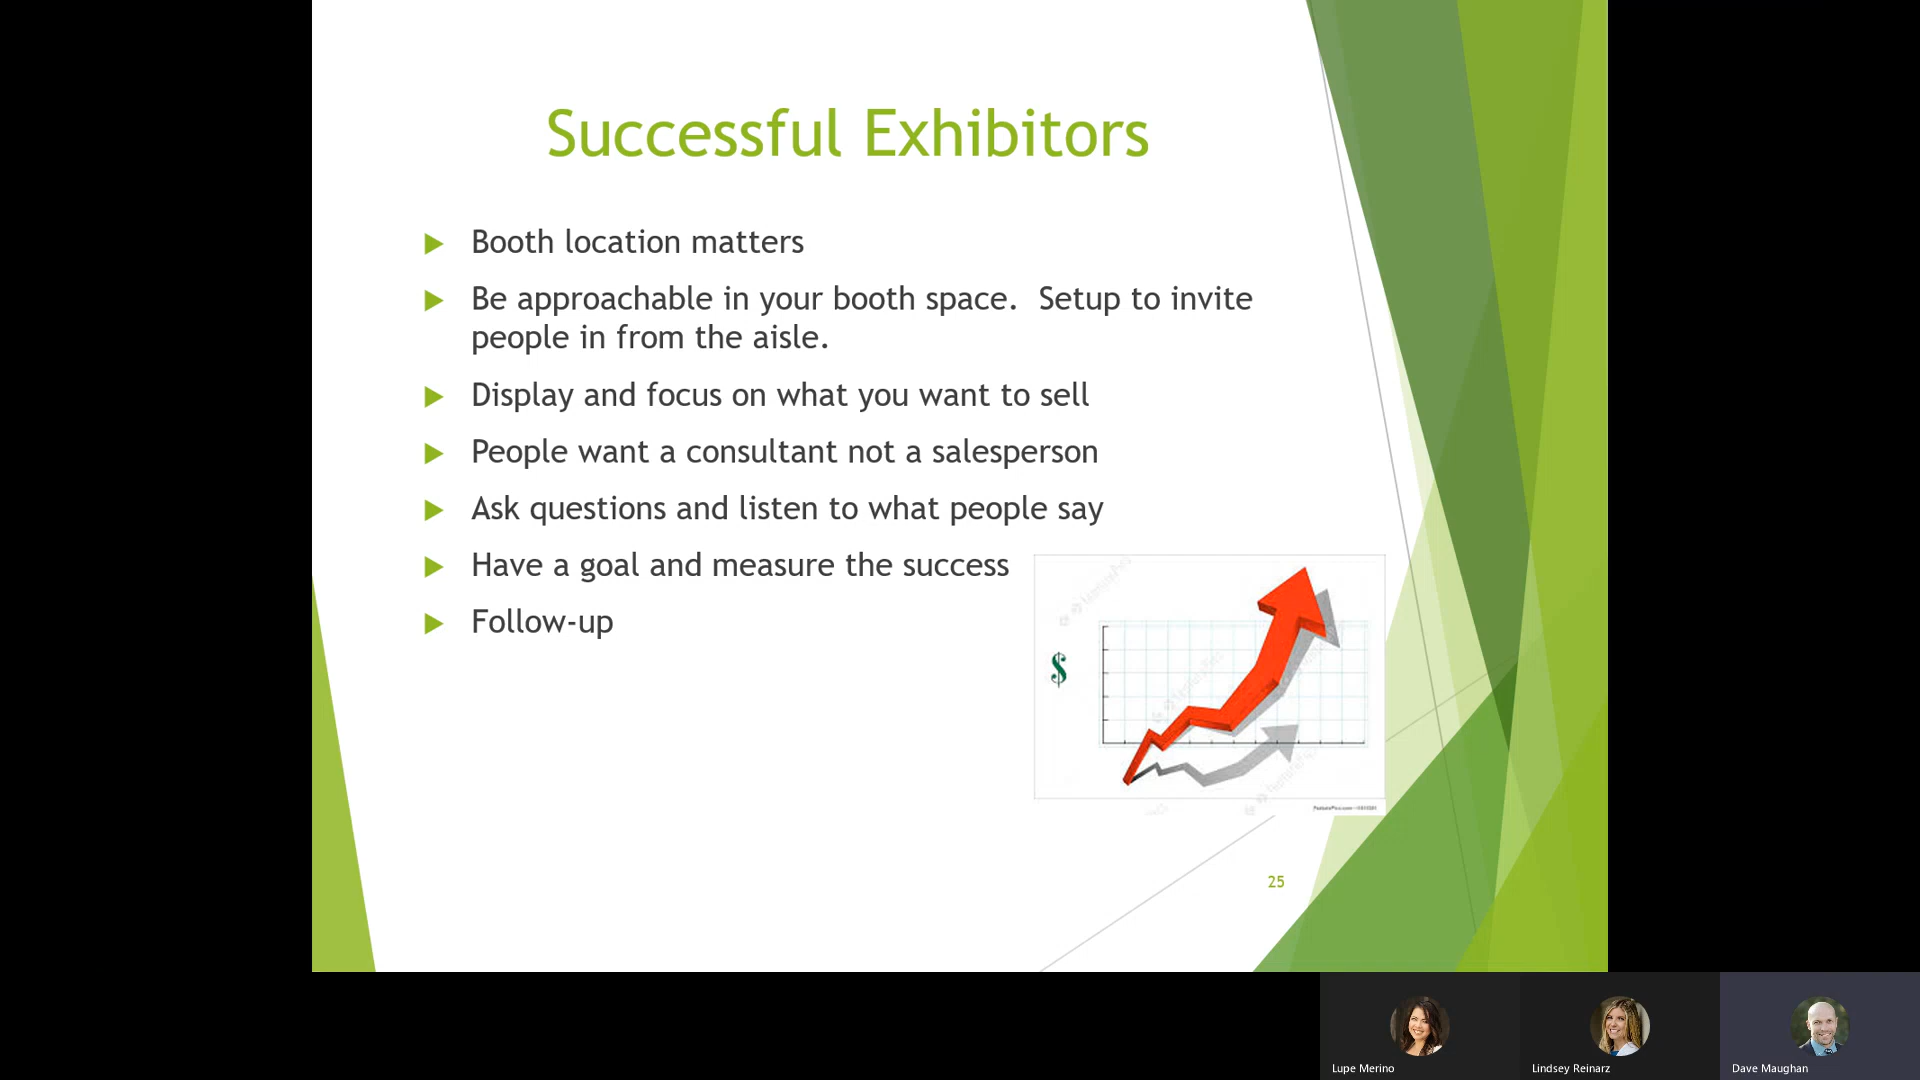 Successful Exhibitors
Booth location matters
Be approachable in your booth space.  Setup to invite
people in from the aisle.
Display and focus on what you want to sell
People want a consultant not a salesperson
Ask questions and listen to what people say
Have a goal and measure the success
Follow-up
$
25
Lupe Merino
Lindsey Reinarz
Dave Maughan